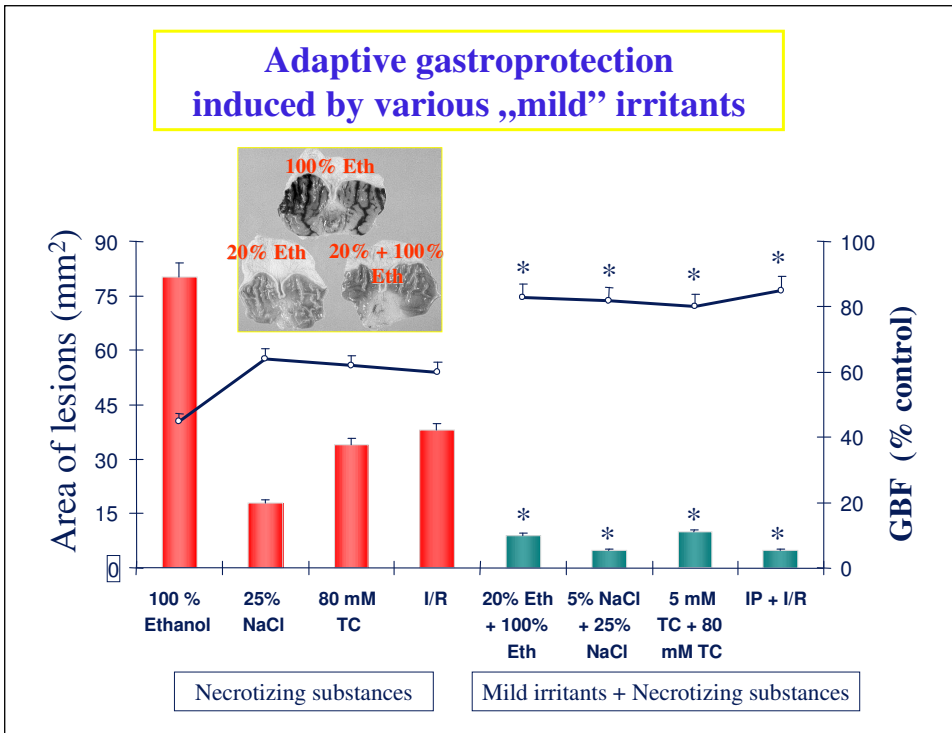 Adaptive gastroprotection
induced by various „mild” irritants
100% Eth
20% Eth
20% + 100%
Eth
Area of lesions (mm²)
90
75
60
45
30
15
0
100
80
60
40
20
0
GBF (% control)
* * * *
* * * *
100 %
Ethanol
25%
NaCl
80 mM
TC
I/R
20% Eth
+ 100%
Eth
5% NaCl
+ 25%
NaCl
5 mM
TC + 80
mM TC
IP + I/R
Necrotizing substances
Mild irritants + Necrotizing substances